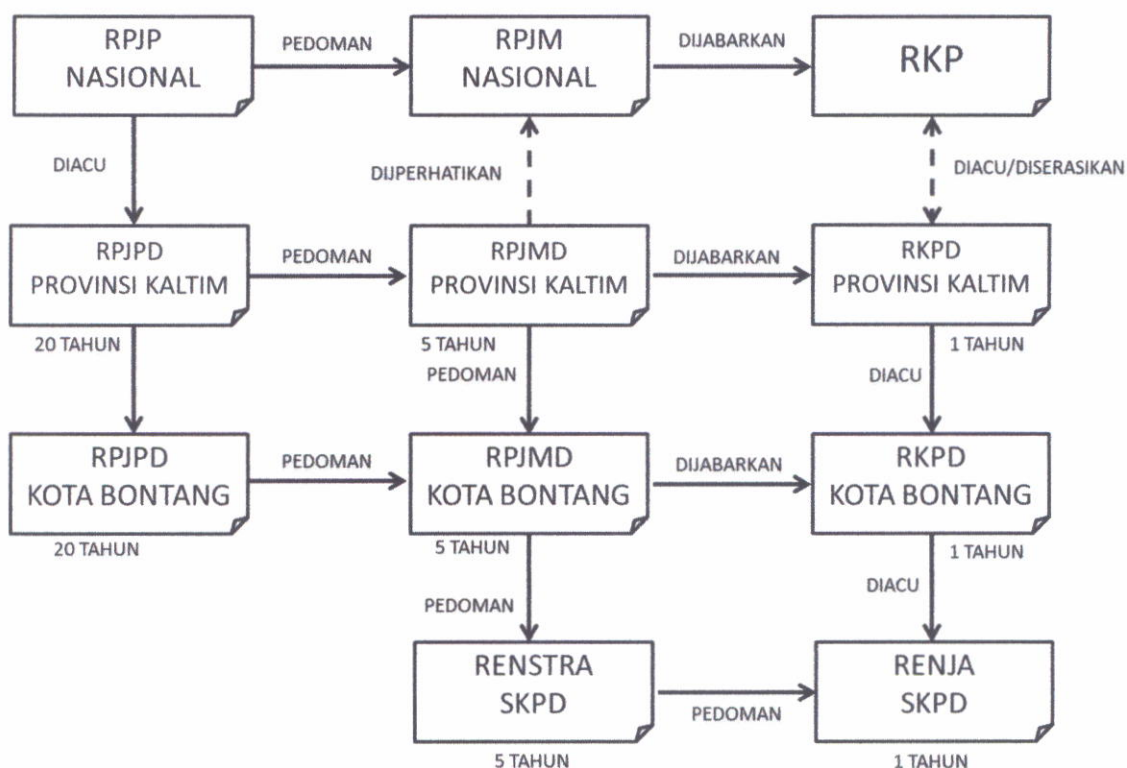 RPJP
NASIONAL
PEDOMAN
RPJM
NASIONAL
DIJABARKAN
RKP
DIACU
DIJPERHATIKAN
DIACU/DISERASIKAN
RPJPD
PROVINSI KALTIM
PEDOMAN
RPJMD
PROVINSI KALTIM
DIJABARKAN
RKPD
PROVINSI KALTIM
20 TAHUN
5 TAHUN
1 TAHUN
PEDOMAN
DIACU
RPJPD
KOTA BONTANG
PEDOMAN
RPJMD
KOTA BONTANG
DIJABARKAN
RKPD
KOTA BONTANG
20 TAHUN
5 TAHUN
1 TAHUN
PEDOMAN
DIACU
RENSTRA
SKPD
PEDOMAN
RENJA
SKPD
5 TAHUN
1 TAHUN